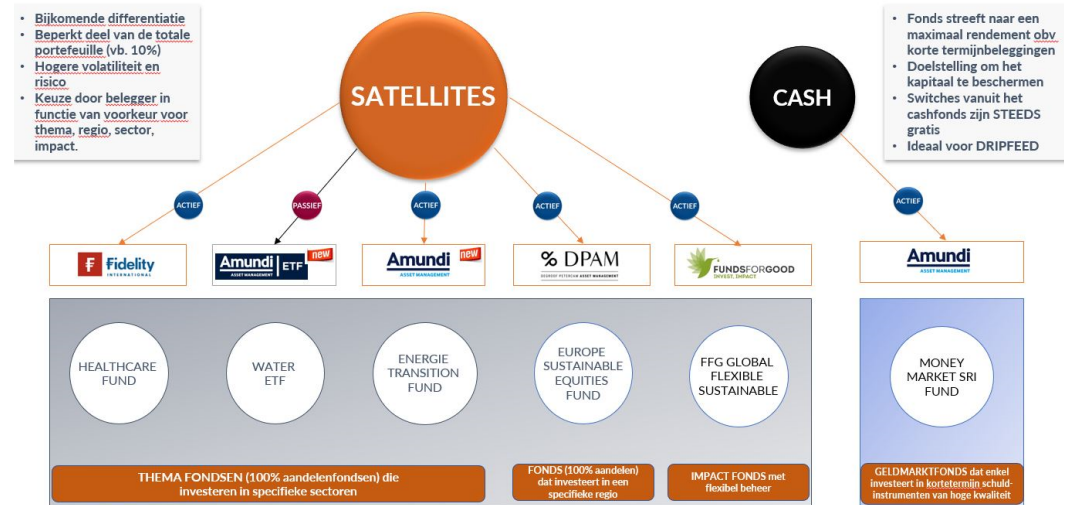 • Bijkomende differentiatie
• Beperkt deel van de totale
portefeuille (vb. 10%)
• Hogere volatiliteit en
risico
• Keuze door belegger in
functie van voorkeur voor
thema, regio, sector,
impact.
SATELLITES
CASH
• Fonds streeft naar een
maximaal rendement obv
korte termijnbeleggingen
• Doelstelling om het
kapitaal te beschermen
• Switches vanuit het
cashfonds zijn STEEDS
gratis
• Ideaal voor DRIPFEED
ACTIEF
PASSIEF
ACTIEF
ACTIEF
ACTIEF
ACTIEF
Fidelity
INTERNATIONAL
Amundi ETF
ASSET MANAGEMENT
new
Amundi
ASSET MANAGEMENT
new
DPAM
DEGROOF PETERCAM ASSET MANAGEMENT
FUNDSFORGOOD
INVEST, IMPACT
Amundi
ASSET MANAGEMENT
HEALTHCARE
FUND
WATER
ETF
ENERGIE
TRANSITION
FUND
EUROPE
SUSTAINABLE
EQUITIES
FUND
FFG GLOBAL
FLEXIBLE
SUSTAINABLE
MONEY
MARKET SRI
FUND
THEMA FONDSEN (100% aandelenfondsen) die
investeren in specifieke sectoren
FONDS (100% aandelen)
dat investeert in een
specifieke regio
IMPACT FONDS met
flexibel beheer
GELDMARKTFONDS dat enkel
investeert in kortetermijn schuld-
instrumenten van hoge kwaliteit